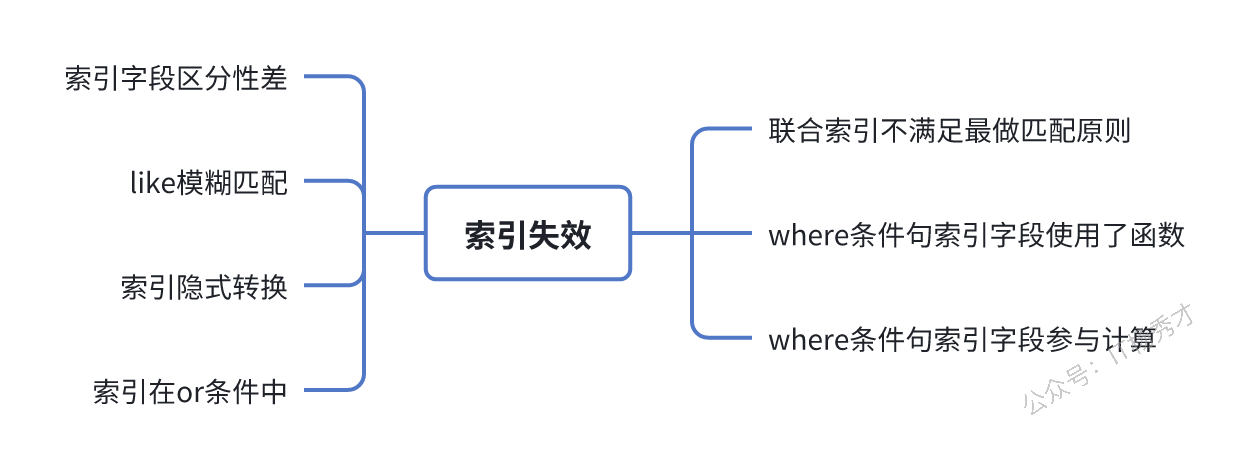 索引失效
联合索引不满足最做匹配原则
where条件句索引字段使用了函数
where条件句索引字段参与计算
索引字段区分性差
like模糊匹配
索引隐式转换
索引在or条件中
公众号：IT杨秀才